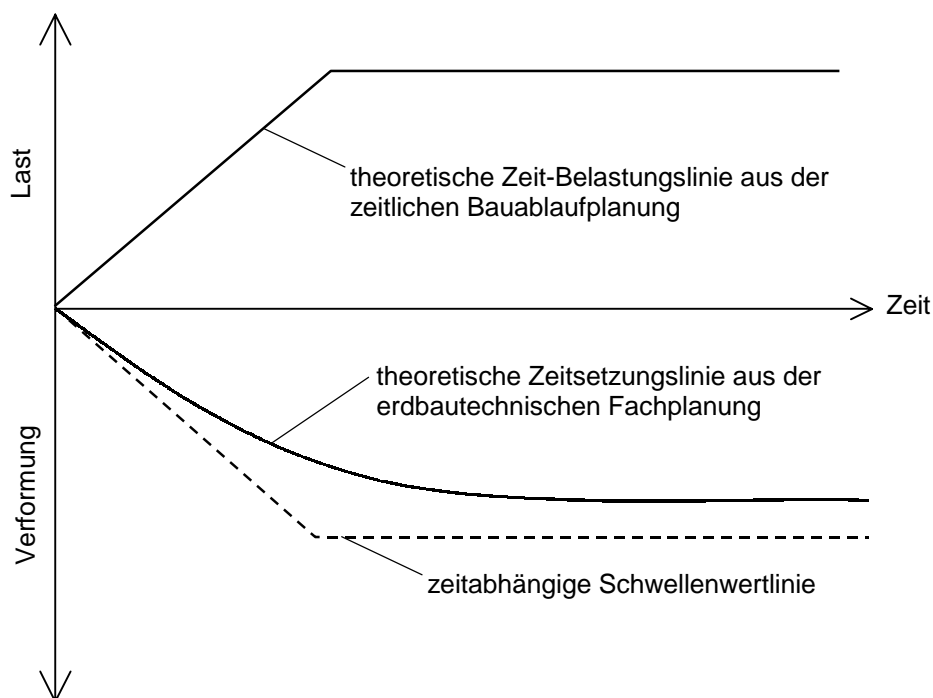 Last
theoretische Zeit-Belastungslinie aus der
zeitlichen Bauablaufplanung
Zeit
theoretische Zeitsetzungslinie aus der
erdbautechnischen Fachplanung
Verformung
zeitabhängige Schwellenwertlinie